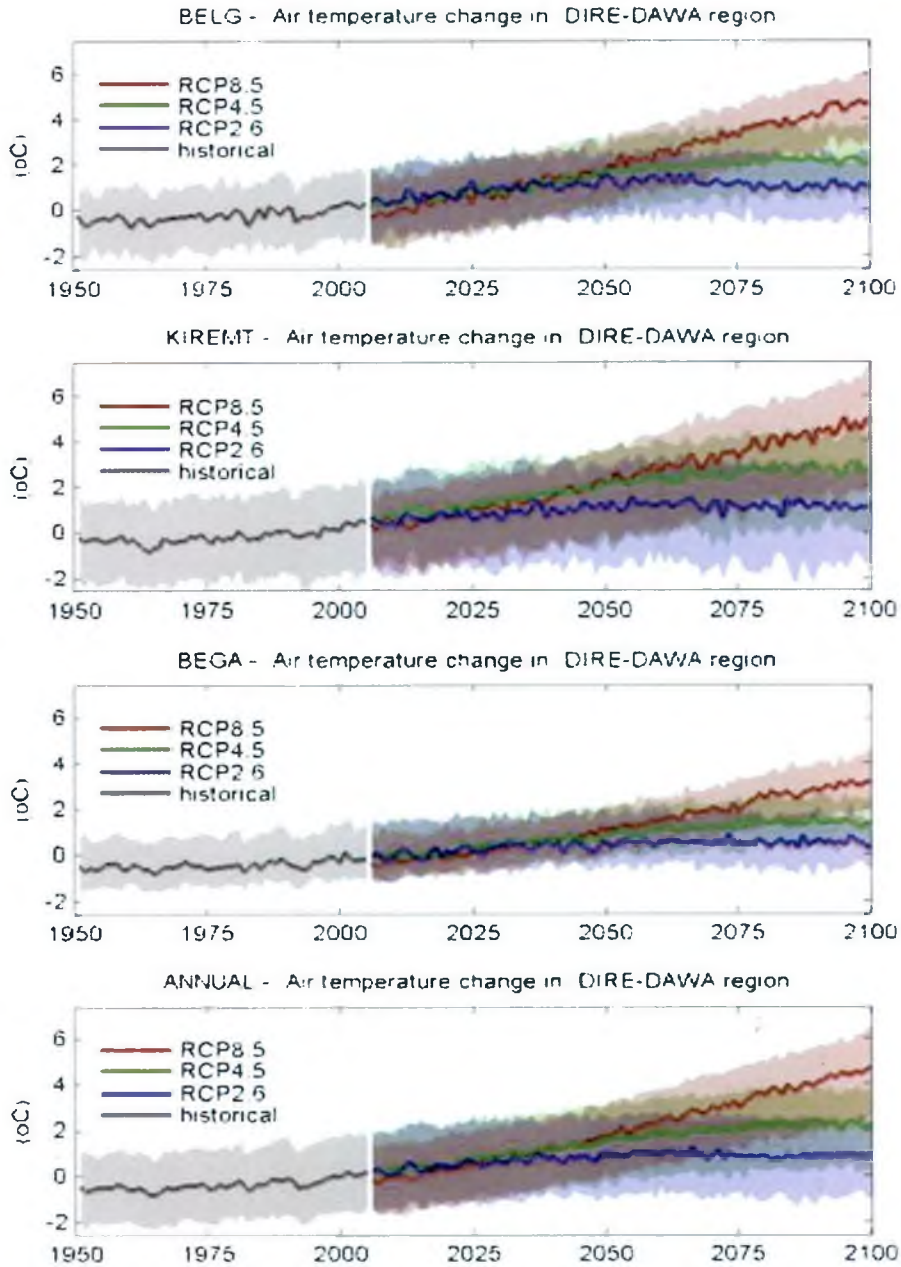 BELG - Air temperature change in DIRE-DAWA region
6
4
2
0
-2
(oC)
RCP8.5
RCP4.5
RCP2.6
historical
1950 1975 2000 2025 2050 2075 2100
KIREMT - Air temperature change in DIRE-DAWA region
6
4
2
0
-2
(oC)
RCP8.5
RCP4.5
RCP2.6
historical
1950 1975 2000 2025 2050 2075 2100
BEGA - Air temperature change in DIRE-DAWA region
6
4
2
0
-2
(oC)
RCP8.5
RCP4.5
RCP2.6
historical
1950 1975 2000 2025 2050 2075 2100
ANNUAL - Air temperature change in DIRE-DAWA region
6
4
2
0
-2
(oC)
RCP8.5
RCP4.5
RCP2.6
historical
1950 1975 2000 2025 2050 2075 2100